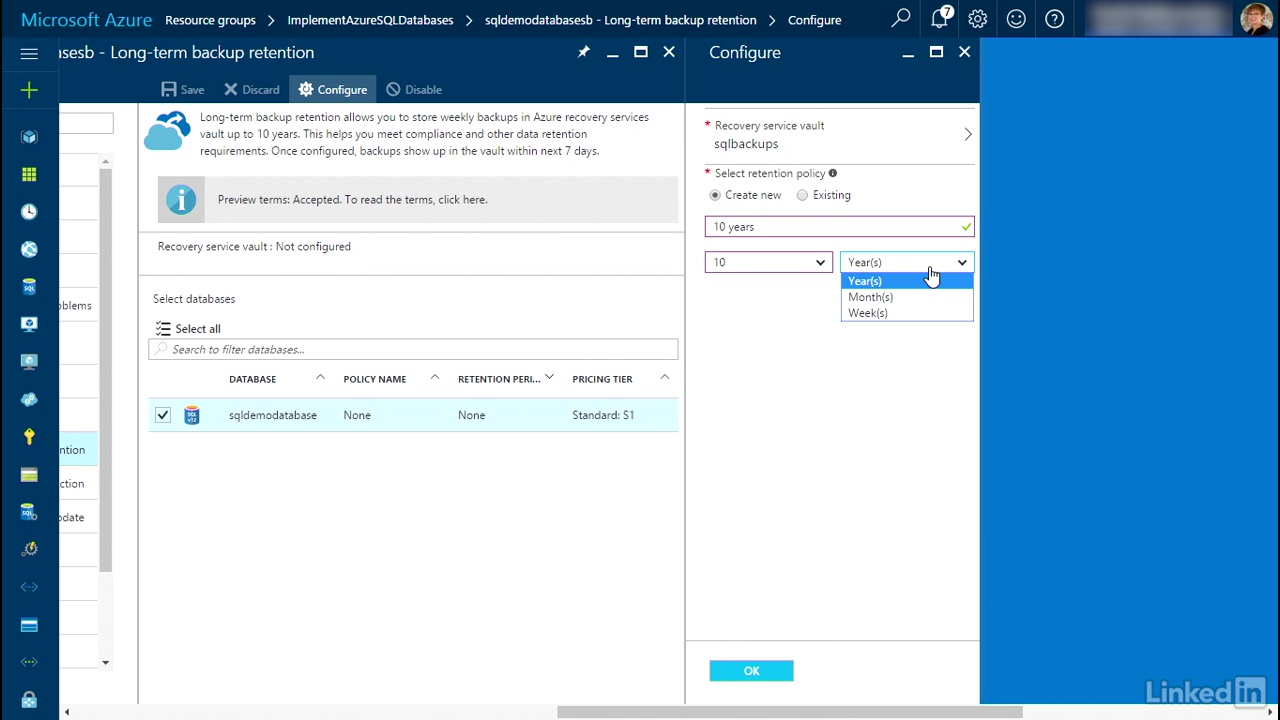 Microsoft Azure Resource groups > ImplementAzureSQLDatabases > sqldemodatabasesb - Long-term backup retention > Configure
7
asesb - Long-term backup retention
Configure
Save Discard Configure Disable
Long-term backup retention allows you to store weekly backups in Azure recovery services
vault up to 10 years. This helps you meet compliance and other data retention
requirements. Once configured, backups show up in the vault within next 7 days.
Preview terms: Accepted. To read the terms, click here.
Recovery service vault : Not configured
Select databases
Select all
Search to filter databases...
DATABASE POLICY NAME RETENTION PERI... PRICING TIER
sqldemodatabase None None Standard: S1
* Recovery service vault
sqlbackups
* Select retention policy
Create new Existing
10 years
10 Year(s)
Year(s)
Month(s)
Week(s)
OK
oblems
ntion
ction
pdate
SQL
LinkedIn